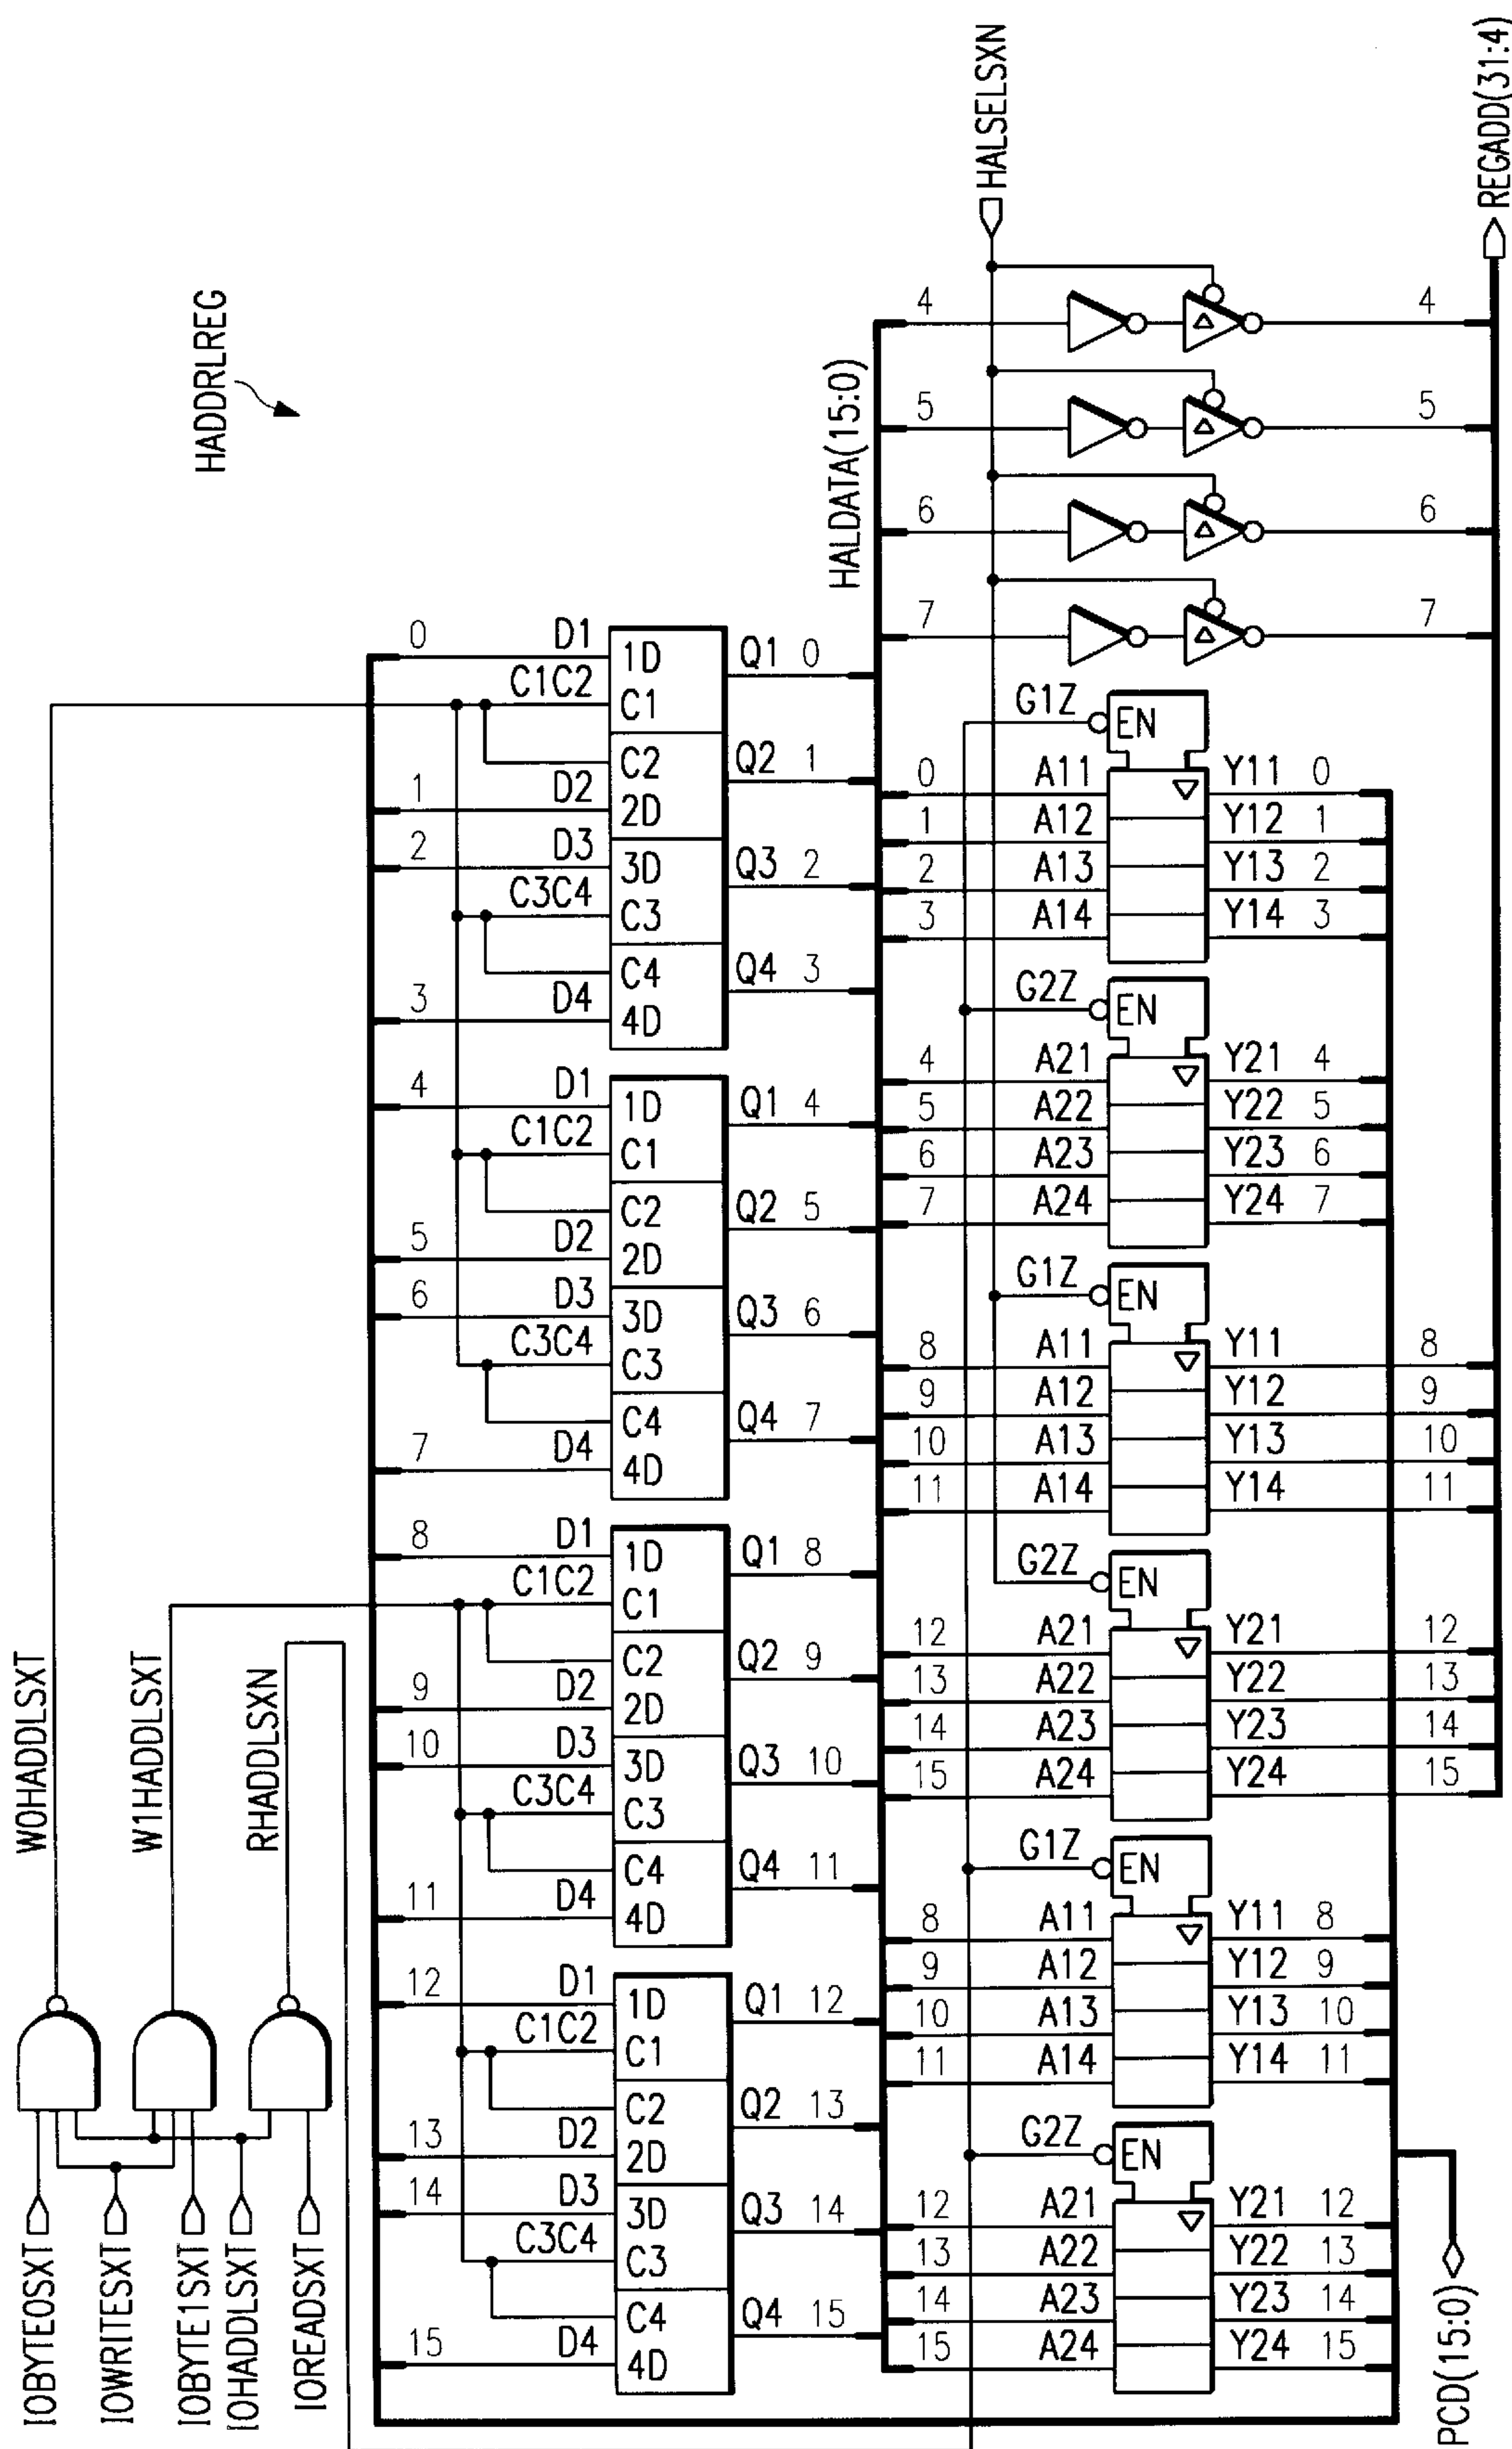 HADDRLREG
HALSELSXN
REGADD(31:4)
HALDATA(15:0)
W0HADDLSXT
W1HADDLSXT
RHADDLSXN
IOBYTE0SXT
IOWRITESXT
IOBYTE1SXT
IOHADDLSXT
IOREADSXT
PCD(15:0)
0 D1 1D Q1 0
C1C2 C1
C2 Q2 1
1 D2 2D
2 D3 3D Q3 2
C3C4 C3
C4 Q4 3
3 D4 4D
4 D1 1D Q1 4
C1C2 C1
C2 Q2 5
5 D2 2D
6 D3 3D Q3 6
C3C4 C3
C4 Q4 7
7 D4 4D
8 D1 1D Q1 8
C1C2 C1
C2 Q2 9
9 D2 2D
10 D3 3D Q3 10
C3C4 C3
C4 Q4 11
11 D4 4D
12 D1 1D Q1 12
C1C2 C1
C2 Q2 13
13 D2 2D
14 D3 3D Q3 14
C3C4 C3
C4 Q4 15
15 D4 4D
4 4
5 5
6 6
7 7
G1Z EN
0 A11 Y11 0
1 A12 Y12 1
2 A13 Y13 2
3 A14 Y14 3
G2Z EN
4 A21 Y21 4
5 A22 Y22 5
6 A23 Y23 6
7 A24 Y24 7
G1Z EN
8 A11 Y11 8
9 A12 Y12 9
10 A13 Y13 10
11 A14 Y14 11
G2Z EN
12 A21 Y21 12
13 A22 Y22 13
14 A23 Y23 14
15 A24 Y24 15
G1Z EN
8 A11 Y11 8
9 A12 Y12 9
10 A13 Y13 10
11 A14 Y14 11
G2Z EN
12 A21 Y21 12
13 A22 Y22 13
14 A23 Y23 14
15 A24 Y24 15